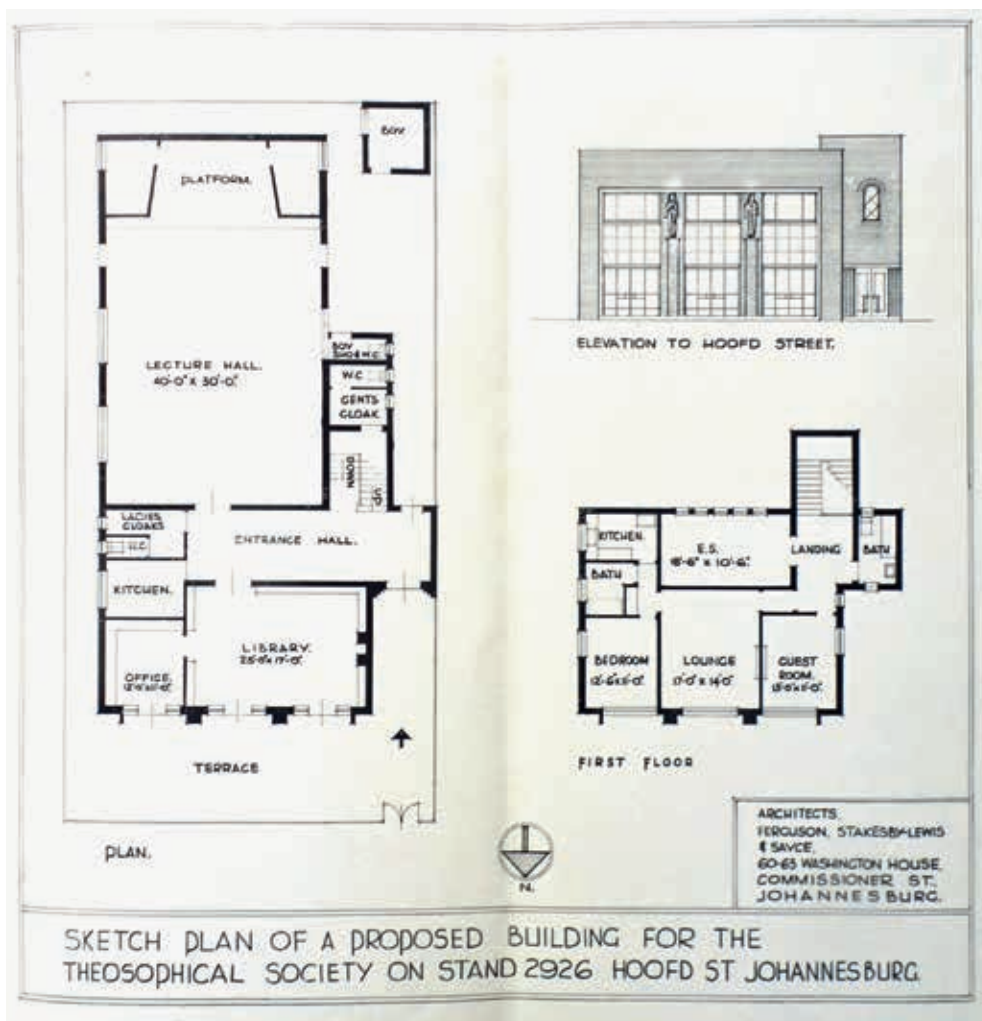 BOY
PLATFORM.
LECTURE HALL.
40'-0" X 30'-0".
BOY
W.C
GENTS
CLOAK
DOWN
UP
LADIES
CLOAKS
W.C.
ENTRANCE HALL.
KITCHEN.
LIBRARY.
OFFICE.
TERRACE
PLAN.
ELEVATION TO HOOFD STREET.
KITCHEN.
E.S.
18'-6" X 10'-6".
LANDING
BATH
BATH
BEDROOM
LOUNGE
17'-0" X 14'-0".
GUEST
ROOM.
FIRST FLOOR
N.
ARCHITECTS.
FERGUSON, STAKESBY-LEWIS
& SAYCE.
60-63 WASHINGTON HOUSE.
COMMISSIONER ST.
JOHANNESBURG.
SKETCH PLAN OF A PROPOSED BUILDING FOR THE
THEOSOPHICAL SOCIETY ON STAND 2926 HOOFD ST JOHANNESBURG